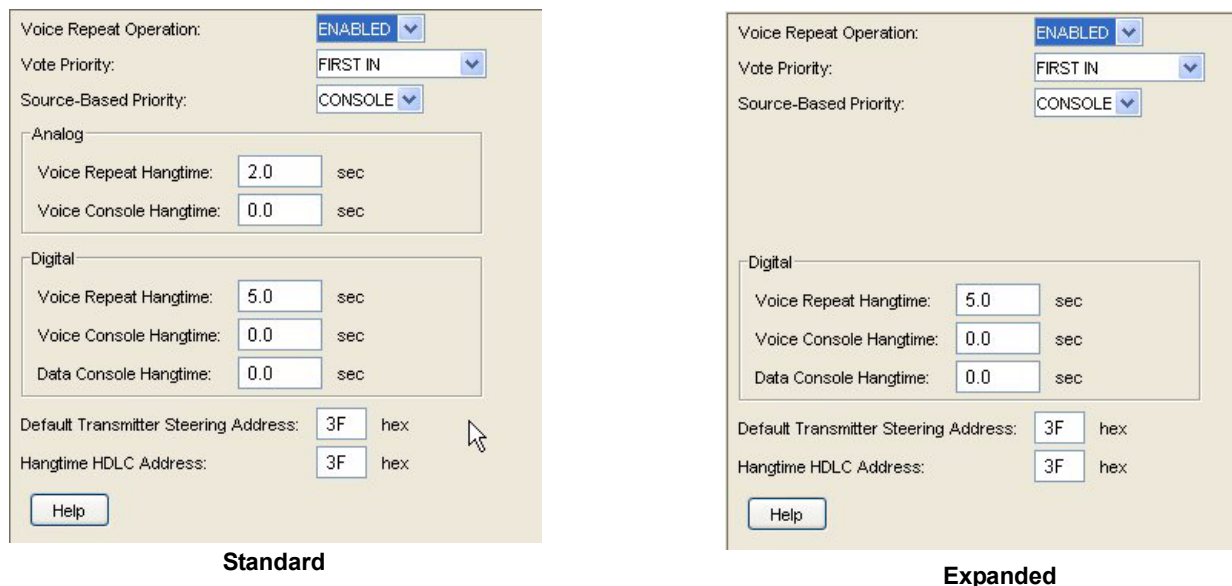 Voice Repeat Operation: ENABLED
Vote Priority: FIRST IN
Source-Based Priority: CONSOLE
Analog
Voice Repeat Hangtime: 2.0 sec
Voice Console Hangtime: 0.0 sec
Digital
Voice Repeat Hangtime: 5.0 sec
Voice Console Hangtime: 0.0 sec
Data Console Hangtime: 0.0 sec
Default Transmitter Steering Address: 3F hex
Hangtime HDLC Address: 3F hex
Help
Standard
Voice Repeat Operation: ENABLED
Vote Priority: FIRST IN
Source-Based Priority: CONSOLE
Digital
Voice Repeat Hangtime: 5.0 sec
Voice Console Hangtime: 0.0 sec
Data Console Hangtime: 0.0 sec
Default Transmitter Steering Address: 3F hex
Hangtime HDLC Address: 3F hex
Help
Expanded